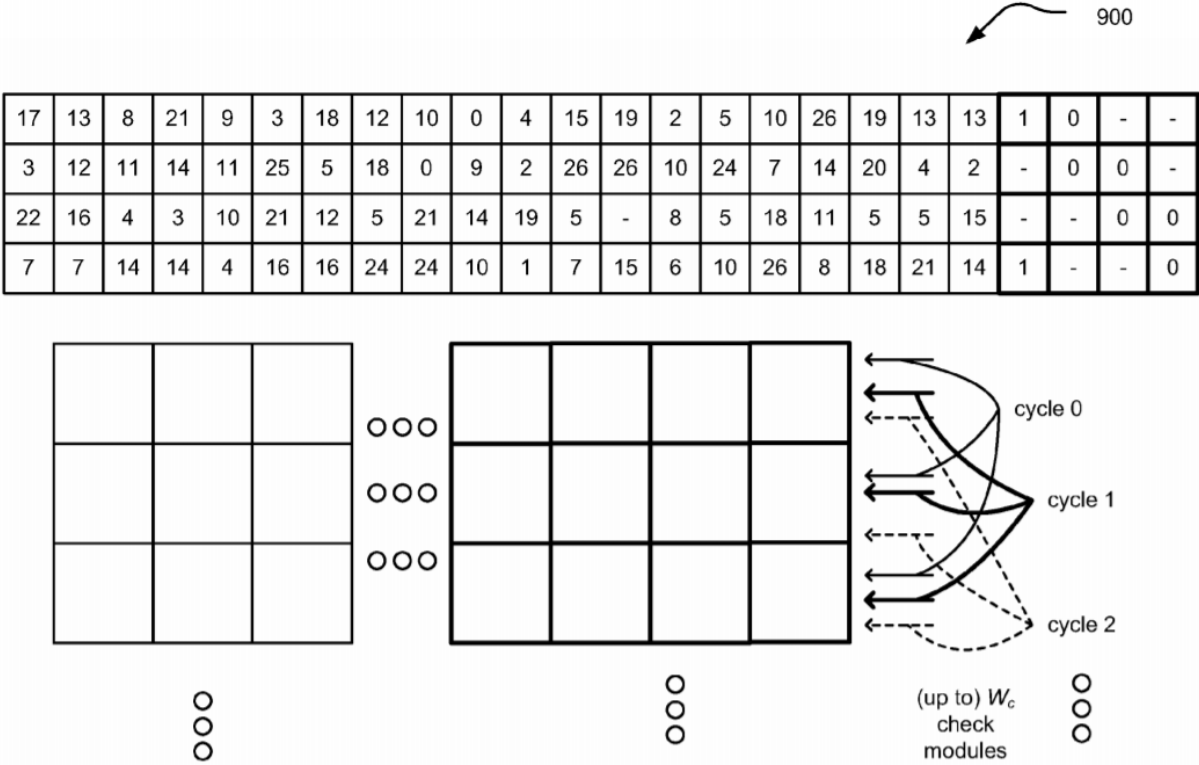 900
17 13 8 21 9 3 18 12 10 0 4 15 19 2 5 10 26 19 13 13 1 0 - -
3 12 11 14 11 25 5 18 0 9 2 26 26 10 24 7 14 20 4 2 - 0 0 -
22 16 4 3 10 21 12 5 21 14 19 5 - 8 5 18 11 5 5 15 - - 0 0
7 7 14 14 4 16 16 24 24 10 1 7 15 6 10 26 8 18 21 14 1 - - 0
cycle 0
cycle 1
cycle 2
(up to) Wc
check
modules